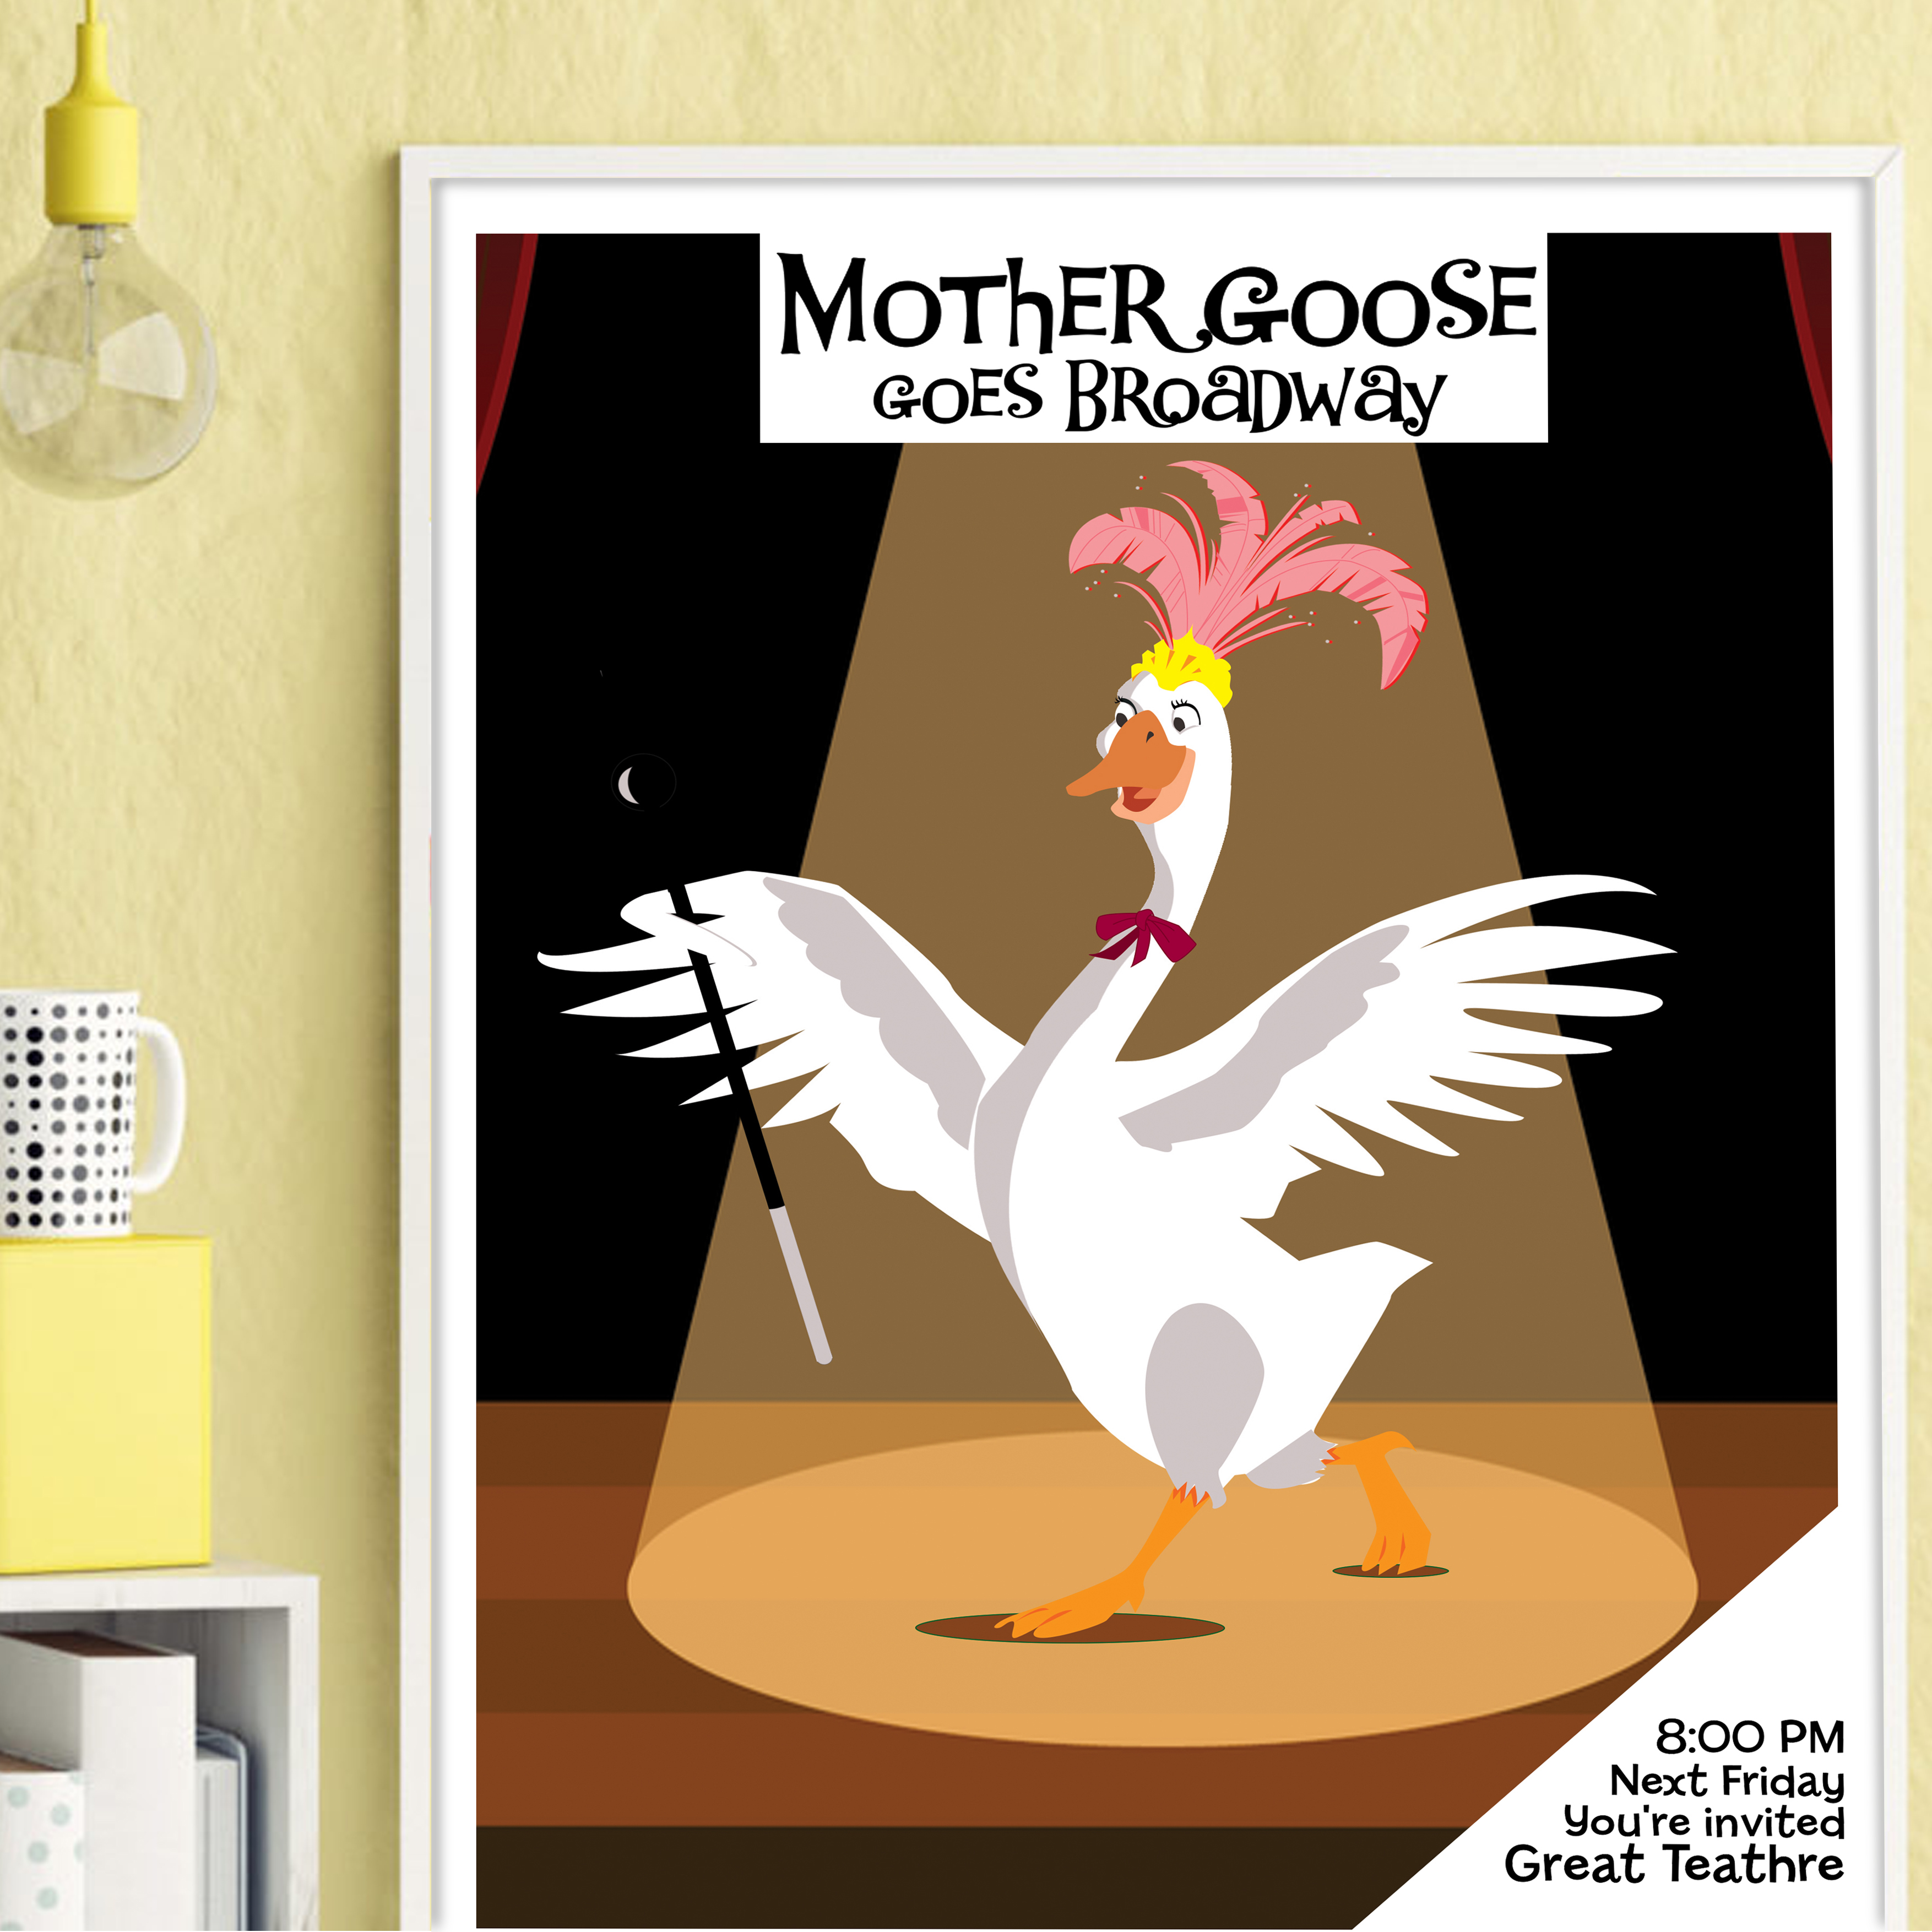 Mother Goose
goes Broadway
8:00 PM
Next Friday
You're invited
Great Teathre